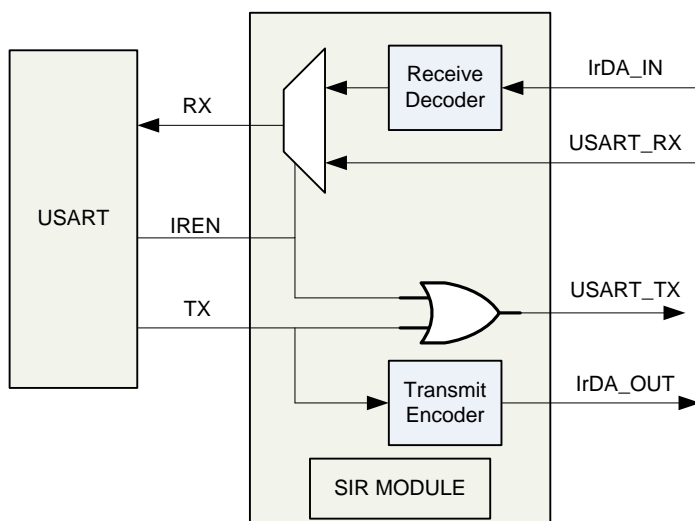 IrDA_IN
Receive
Decoder
RX
USART_RX
USART
IREN
TX
USART_TX
IrDA_OUT
Transmit
Encoder
SIR MODULE